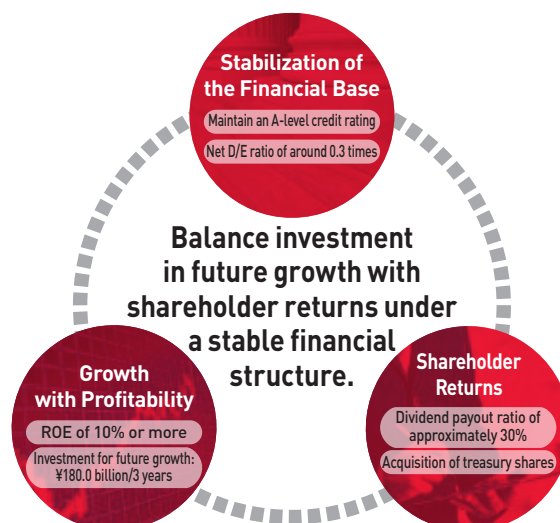 Stabilization of
the Financial Base
Maintain an A-level credit rating
Net D/E ratio of around 0.3 times
Balance investment
in future growth with
shareholder returns under
a stable financial
structure.
Growth
with Profitability
ROE of 10% or more
Investment for future growth:
¥180.0 billion/3 years
Shareholder
Returns
Dividend payout ratio of
approximately 30%
Acquisition of treasury shares